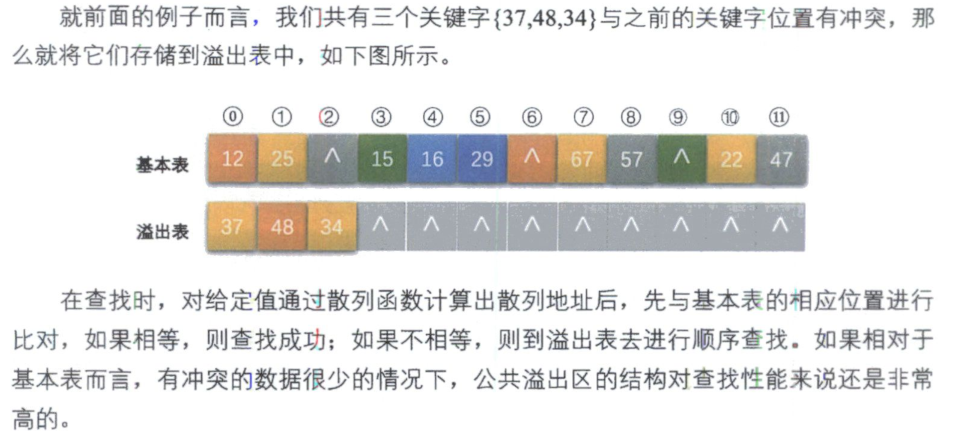 就前面的例子而言，我们共有三个关键字{37,48,34}与之前的关键字位置有冲突，那
么就将它们存储到溢出表中，如下图所示。
⓪ ① ② ③ ④ ⑤ ⑥ ⑦ ⑧ ⑨ ⑩ ⑪
基本表 12 25 ^ 15 16 29 ^ 67 57 ^ 22 47
溢出表 37 48 34 ^ ^ ^ ^ ^ ^ ^ ^ ^
在查找时，对给定值通过散列函数计算出散列地址后，先与基本表的相应位置进行
比对，如果相等，则查找成功；如果不相等，则到溢出表去进行顺序查找。如果相对于
基本表而言，有冲突的数据很少的情况下，公共溢出区的结构对查找性能来说还是非常
高的。